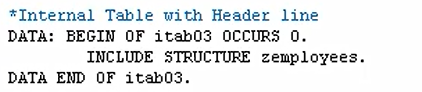 *Internal Table with Header line
DATA: BEGIN OF itab03 OCCURS 0.
INCLUDE STRUCTURE zemployees.
DATA END OF itab03.